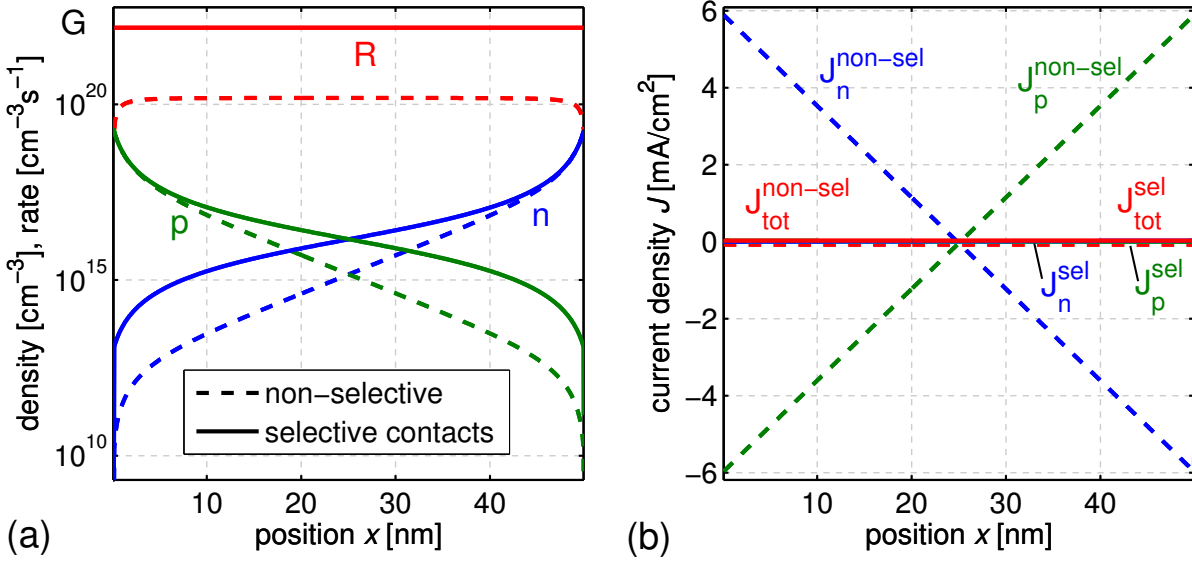 G
R
10^20
10^15
10^10
p
n
non−selective
selective contacts
density [cm^−3], rate [cm^−3 s^−1]
10 20 30 40
position x [nm]
(a)
6
4
2
0
−2
−4
−6
J_n^non−sel
J_p^non−sel
J_tot^non−sel
J_tot^sel
J_n^sel
J_p^sel
current density J [mA/cm^2]
10 20 30 40
position x [nm]
(b)